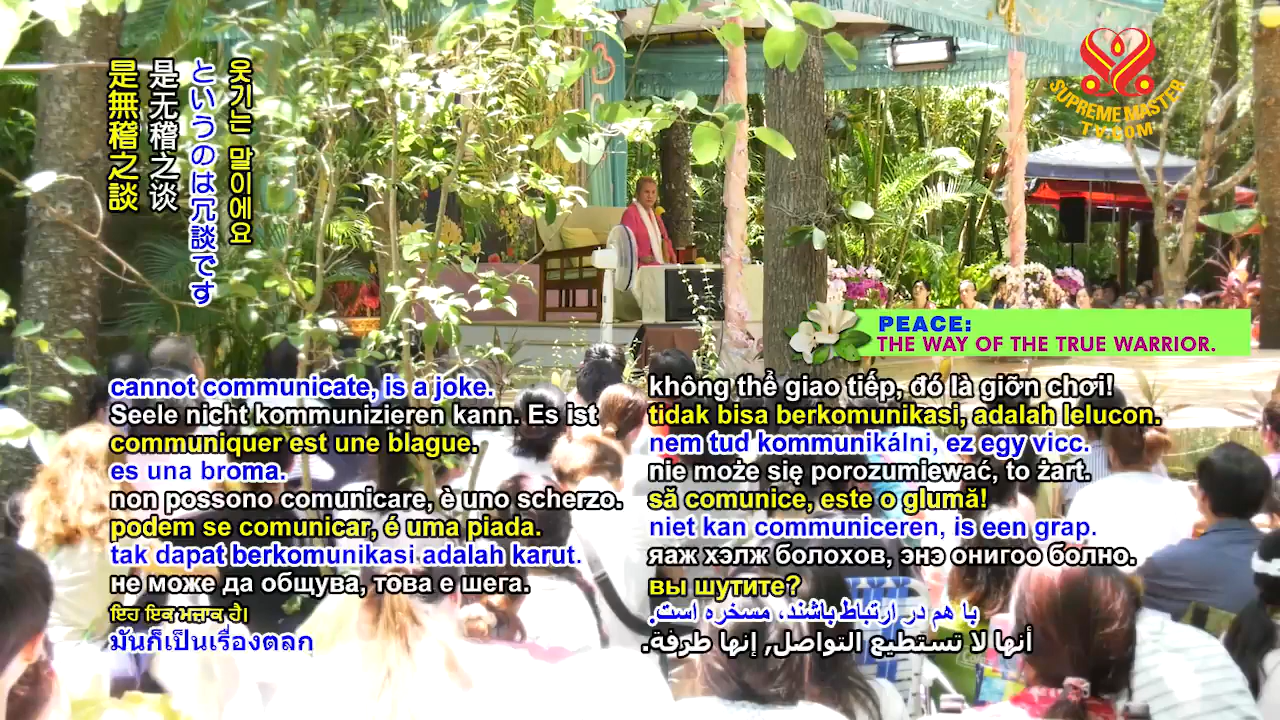 웃기는 말이에요
というのは冗談です
是无稽之谈
是無稽之談
SUPREME MASTER
TV.COM
PEACE:
THE WAY OF THE TRUE WARRIOR.
cannot communicate, is a joke.
Seele nicht kommunizieren kann. Es ist
communiquer est une blague.
es una broma.
non possono comunicare, è uno scherzo.
podem se comunicar, é uma piada.
tak dapat berkomunikasi adalah karut.
не може да общува, това е шега.
ਇਹ ਇਕ ਮਜ਼ਾਕ ਹੈ।
มันก็เป็นเรื่องตลก
không thể giao tiếp, đó là giỡn chơi!
tidak bisa berkomunikasi, adalah lelucon.
nem tud kommunikálni, ez egy vicc.
nie może się porozumiewać, to żart.
să comunice, este o glumă!
niet kan communiceren, is een grap.
яаж хэлж болохов, энэ онигоо болно.
вы шутите?
با هم در ارتباط باشند، مسخره است.
أنها لا تستطيع التواصل, إنها طرفة.